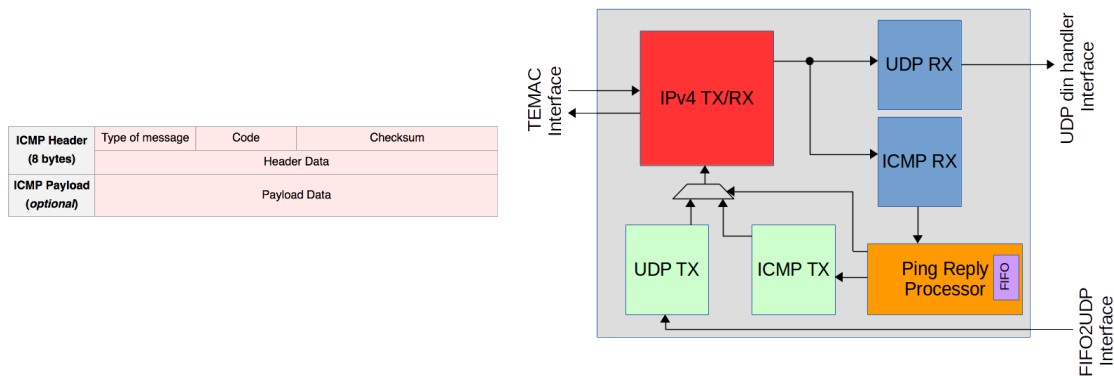 ICMP Header
(8 bytes)
Type of message
Code
Checksum
Header Data
ICMP Payload
(optional)
Payload Data
TEMAC
Interface
IPv4 TX/RX
UDP RX
ICMP RX
UDP din handler
Interface
UDP TX
ICMP TX
Ping Reply
Processor
FIFO
FIFO2UDP
Interface